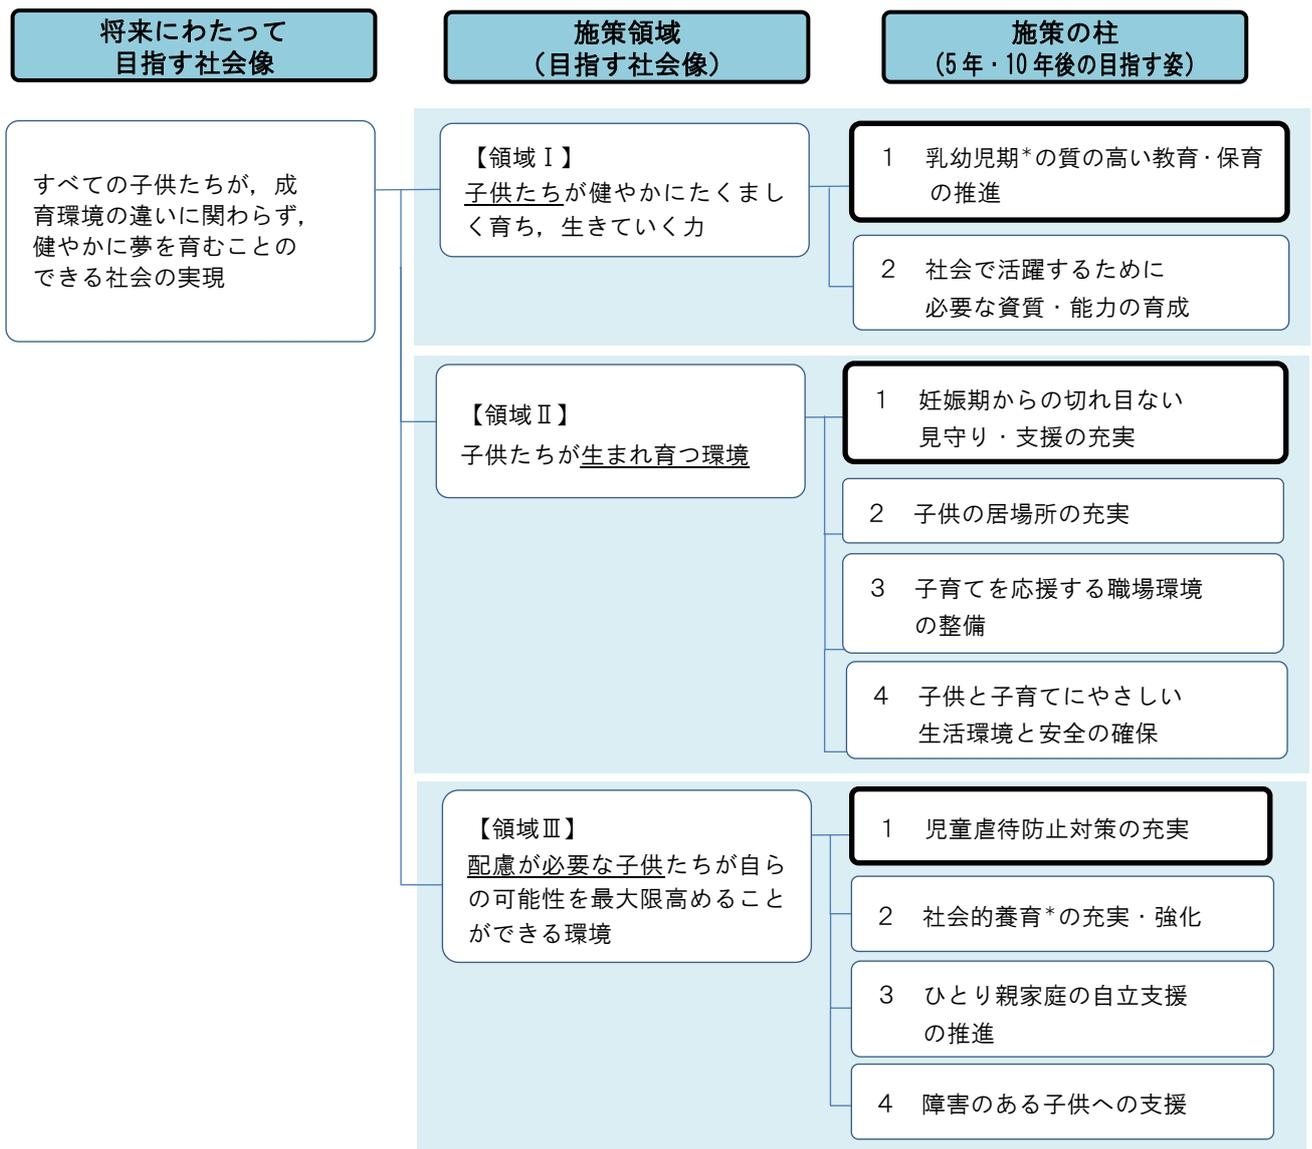 将来にわたって
目指す社会像
施策領域
(目指す社会像)
施策の柱
(5年・10年後の目指す姿)
すべての子供たちが,成
育環境の違いに関わらず,
健やかに夢を育むことの
できる社会の実現
【領域Ⅰ】
子供たちが健やかにたくまし
く育ち,生きていく力
1 乳幼児期*の質の高い教育・保育
の推進
2 社会で活躍するために
必要な資質・能力の育成
【領域Ⅱ】
子供たちが生まれ育つ環境
1 妊娠期からの切れ目ない
見守り・支援の充実
2 子供の居場所の充実
3 子育てを応援する職場環境
の整備
4 子供と子育てにやさしい
生活環境と安全の確保
【領域Ⅲ】
配慮が必要な子供たちが自ら
の可能性を最大限高めること
ができる環境
1 児童虐待防止対策の充実
2 社会的養育*の充実・強化
3 ひとり親家庭の自立支援
の推進
4 障害のある子供への支援